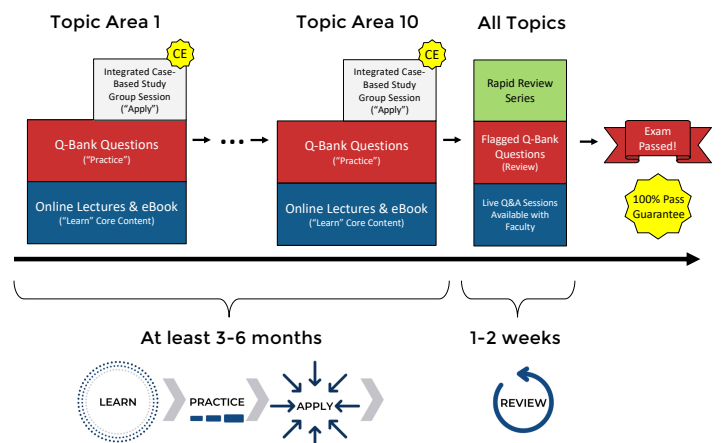 Topic Area 1
Topic Area 10
All Topics
CE
Integrated Case-
Based Study
Group Session
(“Apply”)
Q-Bank Questions
(“Practice”)
Online Lectures & eBook
(“Learn” Core Content)
CE
Integrated Case-
Based Study
Group Session
(“Apply”)
Q-Bank Questions
(“Practice”)
Online Lectures & eBook
(“Learn” Core Content)
Rapid Review
Series
Flagged Q-Bank
Questions
(Review)
Live Q&A Sessions
Available with
Faculty
Exam
Passed!
100% Pass
Guarantee
At least 3-6 months
1-2 weeks
LEARN
PRACTICE
APPLY
REVIEW